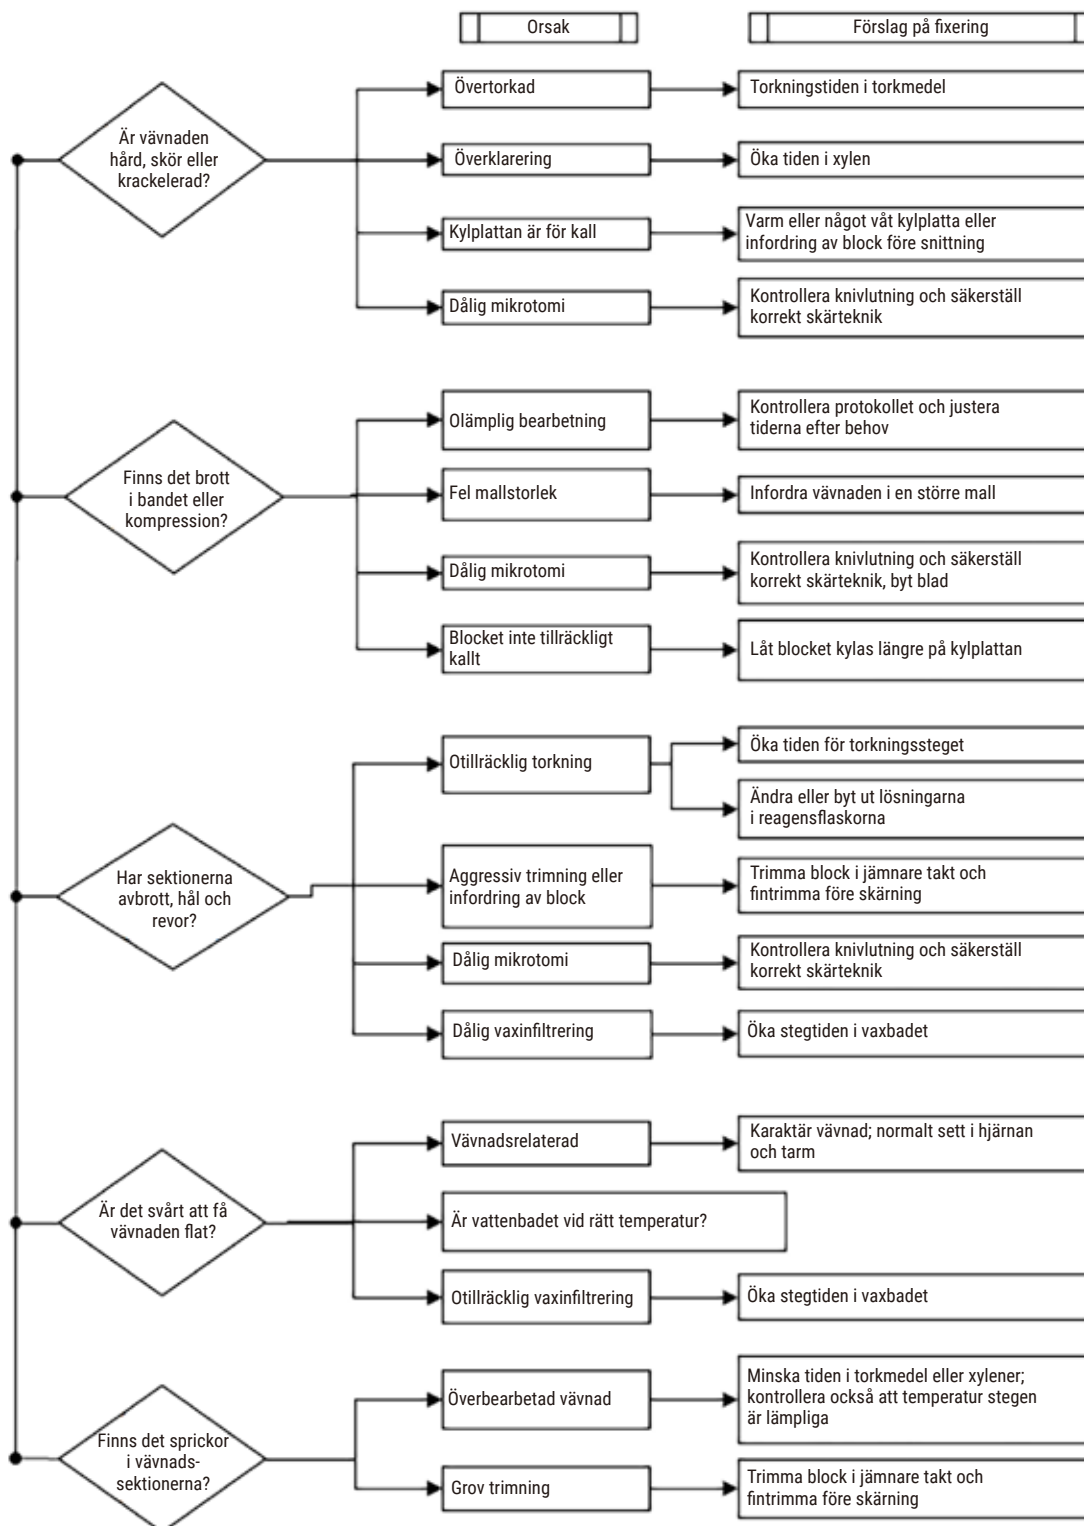 Orsak
Förslag på fixering
Är vävnaden
hård, skör eller
krackelerad?
Övertorkad
Torkningstiden i torkmedel
Överklarering
Öka tiden i xylen
Kylplattan är för kall
Varm eller något våt kylplatta eller
infordring av block före snittning
Dålig mikrotomi
Kontrollera knivlutning och säkerställ
korrekt skärteknik
Finns det brott
i bandet eller
kompression?
Olämplig bearbetning
Kontrollera protokollet och justera
tiderna efter behov
Fel mallstorlek
Infordra vävnaden i en större mall
Dålig mikrotomi
Kontrollera knivlutning och säkerställ
korrekt skärteknik, byt blad
Blocket inte tillräckligt
kallt
Låt blocket kylas längre på kylplattan
Har sektionerna
avbrott, hål och
revor?
Otillräcklig torkning
Öka tiden för torkningssteget
Ändra eller byt ut lösningarna
i reagensflaskorna
Aggressiv trimning eller
infordring av block
Trimma block i jämnare takt och
fintrimma före skärning
Dålig mikrotomi
Kontrollera knivlutning och säkerställ
korrekt skärteknik
Dålig vaxinfiltrering
Öka stegtiden i vaxbadet
Är det svårt att få
vävnaden flat?
Vävnadsrelaterad
Karaktär vävnad; normalt sett i hjärnan
och tarm
Är vattenbadet vid rätt temperatur?
Otillräcklig vaxinfiltrering
Öka stegtiden i vaxbadet
Finns det sprickor
i vävnads-
sektionerna?
Överbearbetad vävnad
Minska tiden i torkmedel eller xylener;
kontrollera också att temperatur stegen
är lämpliga
Grov trimning
Trimma block i jämnare takt och
fintrimma före skärning